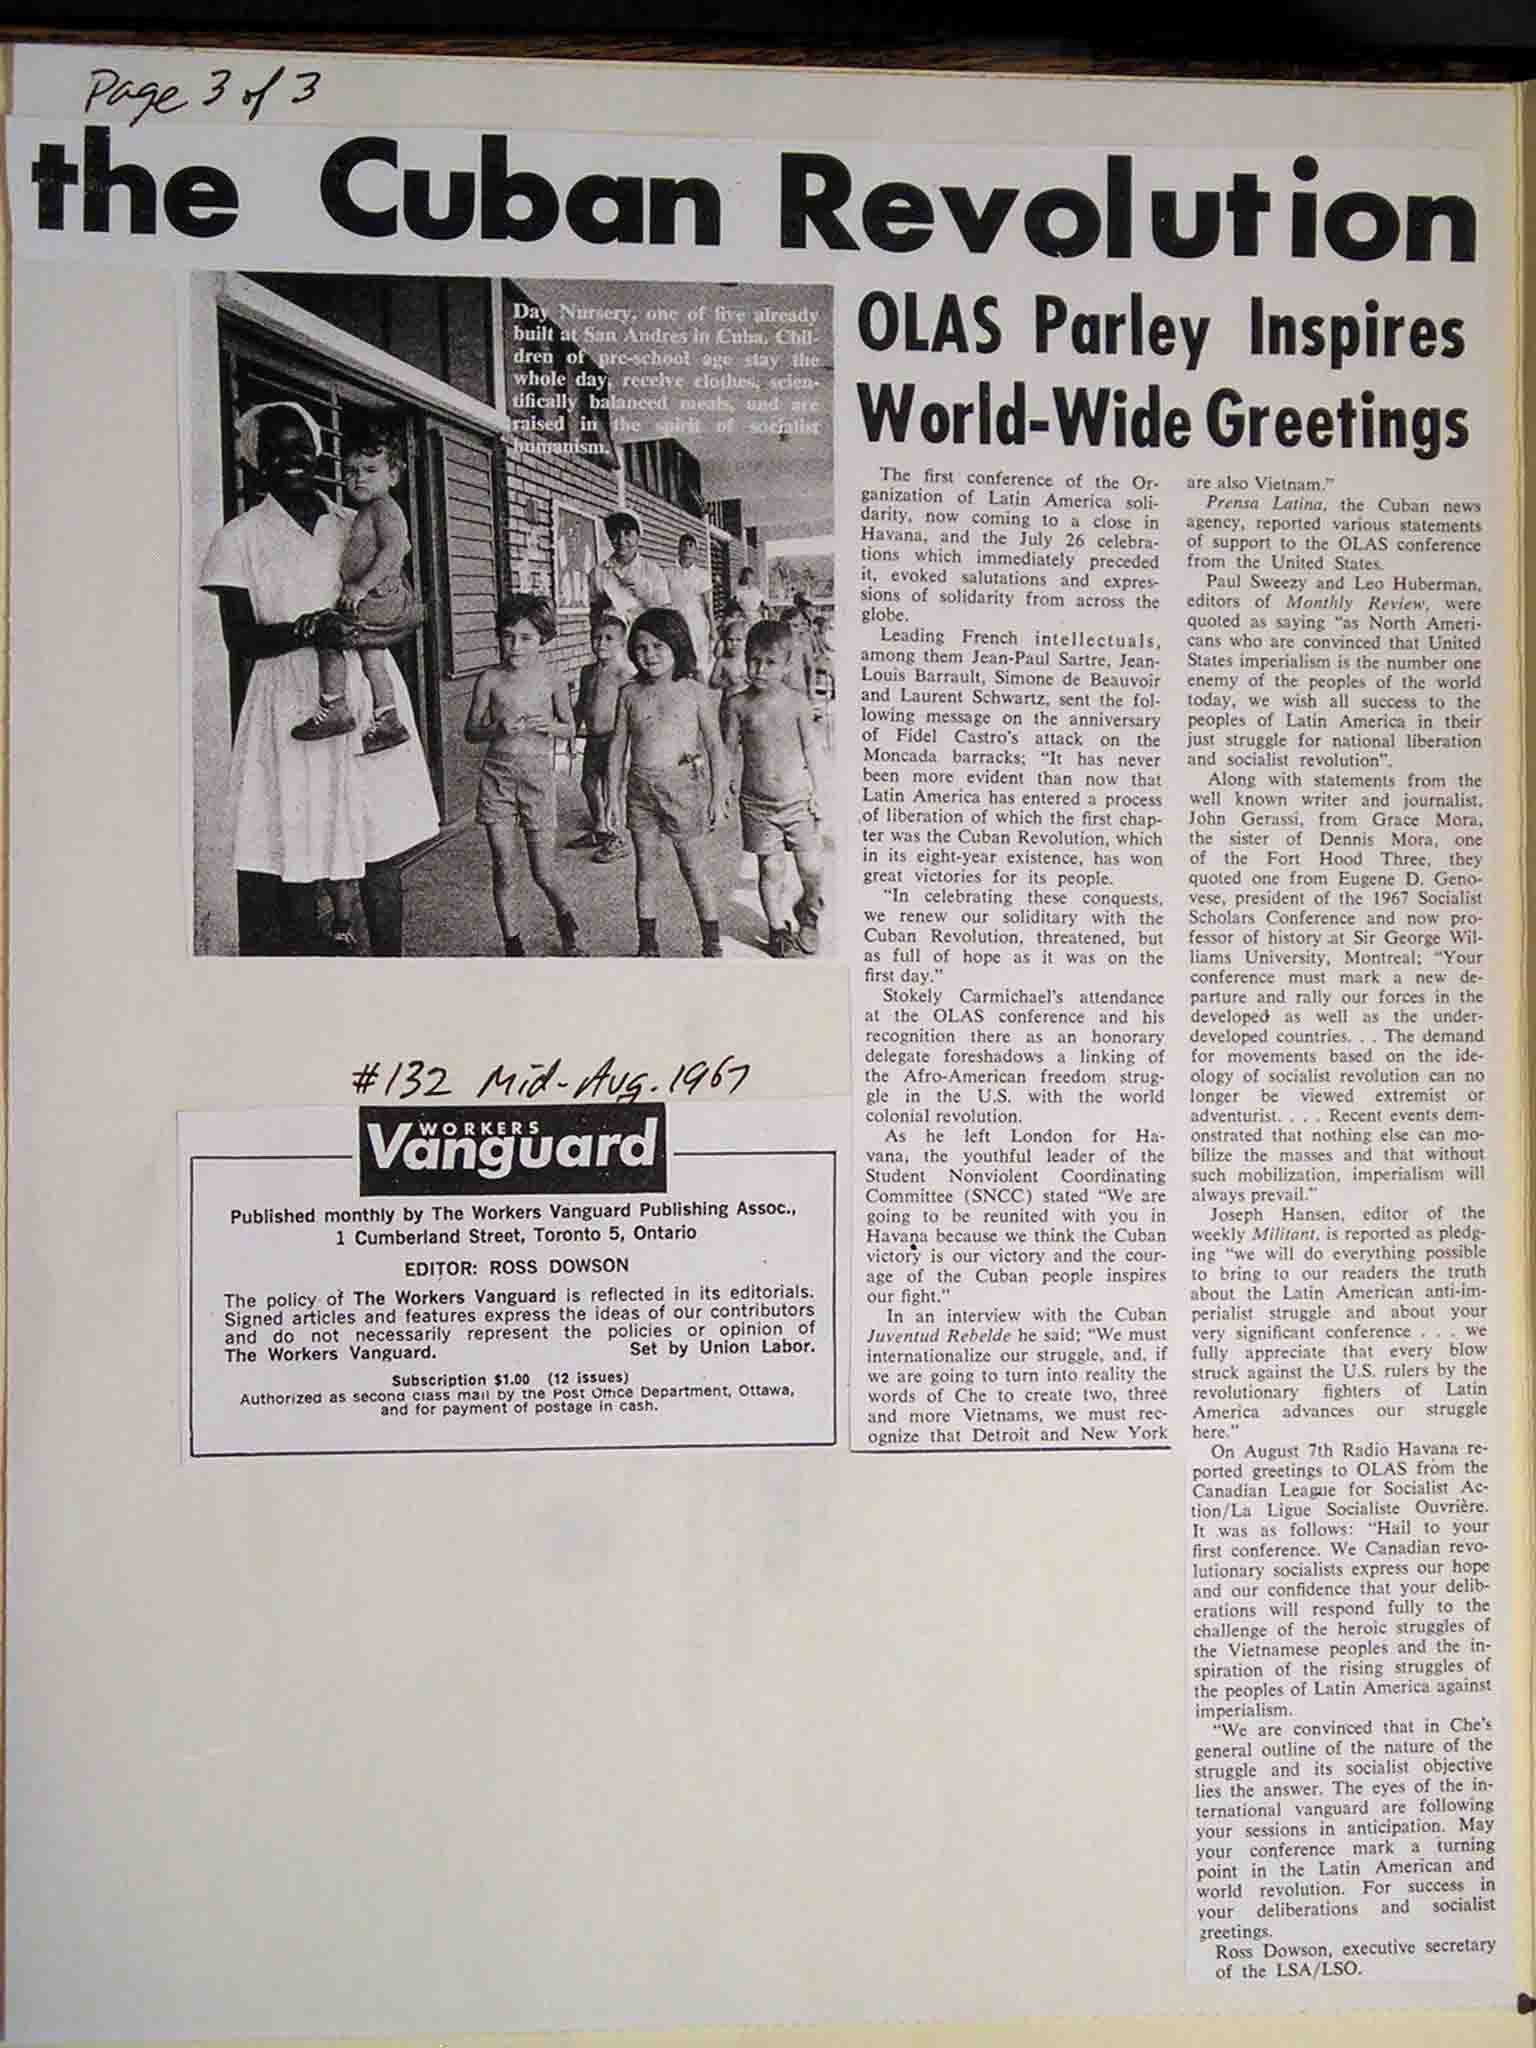 Page 3 of 3
the Cuban Revolution
Day Nursery, one of five already
built at San Andres in Cuba. Chil-
dren of pre-school age stay the
whole day, receive clothes, scien-
tifically balanced meals, and are
raised in the spirit of socialist
humanism.
#132 Mid-Aug. 1967
WORKERS
Vanguard
Published monthly by The Workers Vanguard Publishing Assoc.,
1 Cumberland Street, Toronto 5, Ontario
EDITOR: ROSS DOWSON
The policy of The Workers Vanguard is reflected in its editorials.
Signed articles and features express the ideas of our contributors
and do not necessarily represent the policies or opinion of
The Workers Vanguard. Set by Union Labor.
Subscription $1.00 (12 issues)
Authorized as second class mail by the Post Office Department, Ottawa,
and for payment of postage in cash.
OLAS Parley Inspires
World-Wide Greetings
The first conference of the Or-
ganization of Latin America soli-
darity, now coming to a close in
Havana, and the July 26 celebra-
tions which immediately preceded
it, evoked salutations and expres-
sions of solidarity from across the
globe.
Leading French intellectuals,
among them Jean-Paul Sartre, Jean-
Louis Barrault, Simone de Beauvoir
and Laurent Schwartz, sent the fol-
lowing message on the anniversary
of Fidel Castro's attack on the
Moncada barracks; "It has never
been more evident than now that
Latin America has entered a process
of liberation of which the first chap-
ter was the Cuban Revolution, which
in its eight-year existence, has won
great victories for its people.
"In celebrating these conquests,
we renew our soliditary with the
Cuban Revolution, threatened, but
as full of hope as it was on the
first day."
Stokely Carmichael's attendance
at the OLAS conference and his
recognition there as an honorary
delegate foreshadows a linking of
the Afro-American freedom strug-
gle in the U.S. with the world
colonial revolution.
As he left London for Ha-
vana, the youthful leader of the
Student Nonviolent Coordinating
Committee (SNCC) stated "We are
going to be reunited with you in
Havana because we think the Cuban
victory is our victory and the cour-
age of the Cuban people inspires
our fight."
In an interview with the Cuban
Juventud Rebelde he said; "We must
internationalize our struggle, and, if
we are going to turn into reality the
words of Che to create two, three
and more Vietnams, we must rec-
ognize that Detroit and New York
are also Vietnam."
Prensa Latina, the Cuban news
agency, reported various statements
of support to the OLAS conference
from the United States.
Paul Sweezy and Leo Huberman,
editors of Monthly Review, were
quoted as saying "as North Ameri-
cans who are convinced that United
States imperialism is the number one
enemy of the peoples of the world
today, we wish all success to the
peoples of Latin America in their
just struggle for national liberation
and socialist revolution".
Along with statements from the
well known writer and journalist,
John Gerassi, from Grace Mora,
the sister of Dennis Mora, one
of the Fort Hood Three, they
quoted one from Eugene D. Geno-
vese, president of the 1967 Socialist
Scholars Conference and now pro-
fessor of history at Sir George Wil-
liams University, Montreal; "Your
conference must mark a new de-
parture and rally our forces in the
developed as well as the under-
developed countries. . . The demand
for movements based on the ide-
ology of socialist revolution can no
longer be viewed extremist or
adventurist. . . . Recent events dem-
onstrated that nothing else can mo-
bilize the masses and that without
such mobilization, imperialism will
always prevail."
Joseph Hansen, editor of the
weekly Militant, is reported as pledg-
ing "we will do everything possible
to bring to our readers the truth
about the Latin American anti-im-
perialist struggle and about your
very significant conference . . . we
fully appreciate that every blow
struck against the U.S. rulers by the
revolutionary fighters of Latin
America advances our struggle
here."
On August 7th Radio Havana re-
ported greetings to OLAS from the
Canadian League for Socialist Ac-
tion/La Ligue Socialiste Ouvrière.
It was as follows: "Hail to your
first conference. We Canadian revo-
lutionary socialists express our hope
and our confidence that your delib-
erations will respond fully to the
challenge of the heroic struggles of
the Vietnamese peoples and the in-
spiration of the rising struggles of
the peoples of Latin America against
imperialism.
"We are convinced that in Che's
general outline of the nature of the
struggle and its socialist objective
lies the answer. The eyes of the in-
ternational vanguard are following
your sessions in anticipation. May
your conference mark a turning
point in the Latin American and
world revolution. For success in
your deliberations and socialist
greetings.
Ross Dowson, executive secretary
of the LSA/LSO.